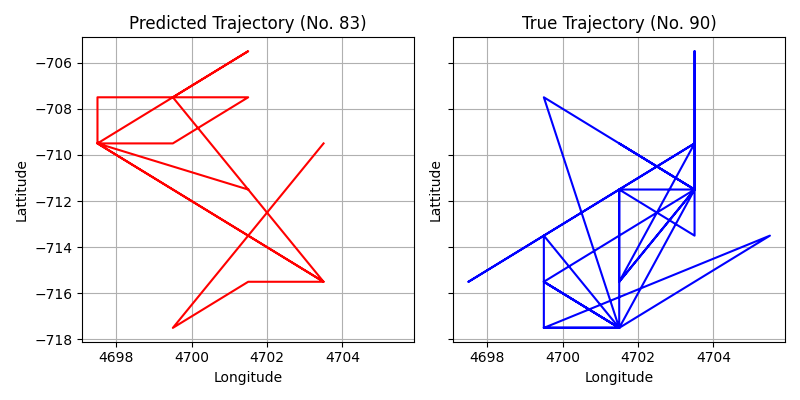 Predicted Trajectory (No. 83)
True Trajectory (No. 90)
Lattitude
−706
−708
−710
−712
−714
−716
−718
4698
4700
4702
4704
Longitude
Lattitude
4698
4700
4702
4704
Longitude